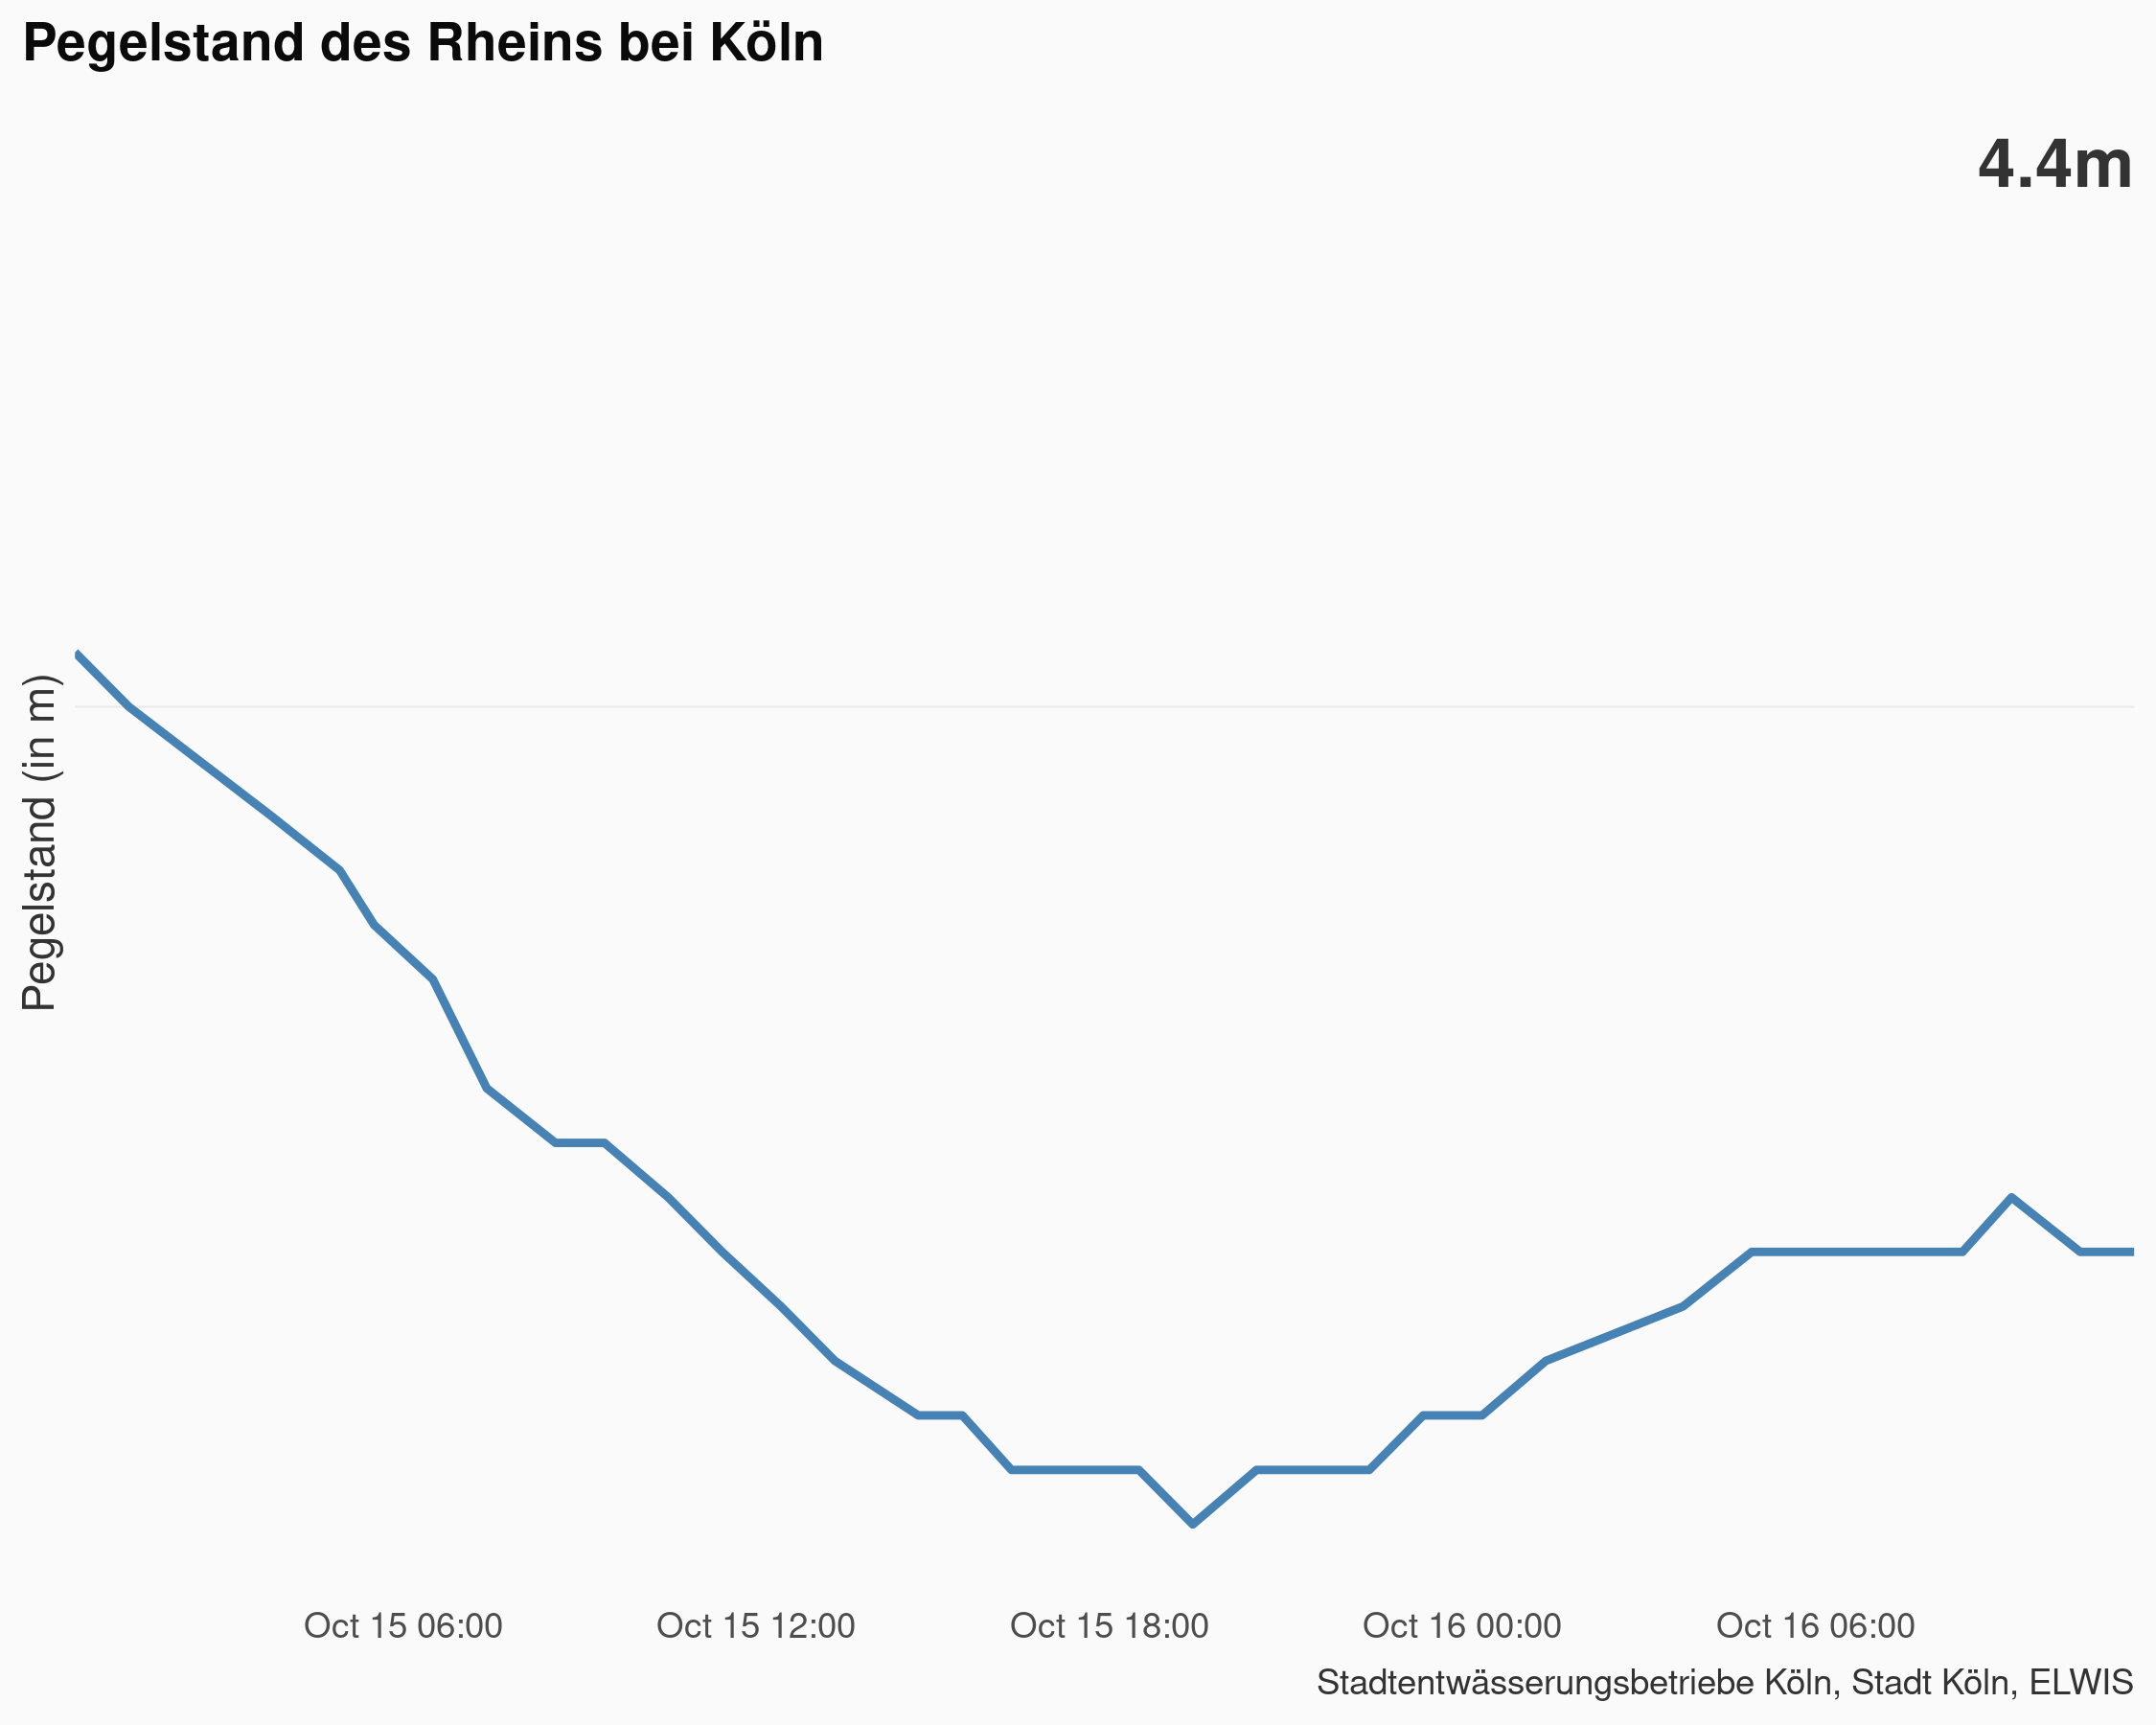 Pegelstand des Rheins bei Köln
4.4m
Pegelstand (in m)
Oct 15 06:00 Oct 15 12:00 Oct 15 18:00 Oct 16 00:00 Oct 16 06:00
Stadtentwässerungsbetriebe Köln, Stadt Köln, ELWIS